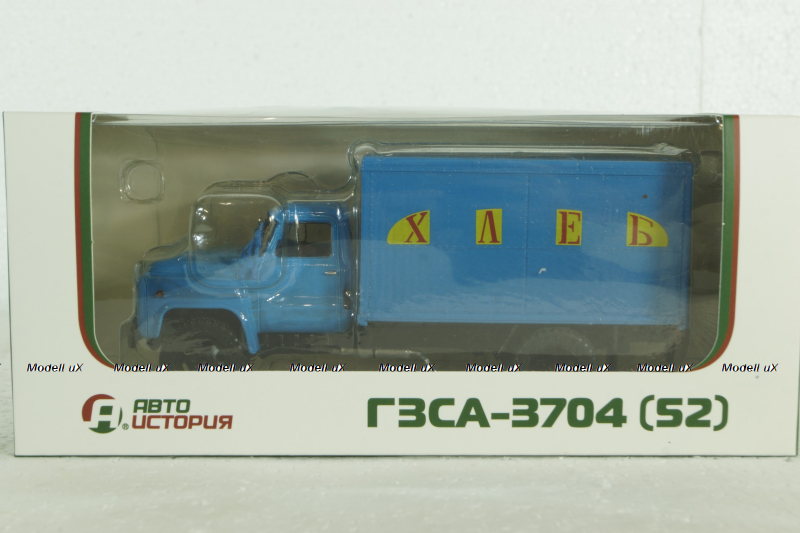 Х Л Е Б
Modell uX Modell uX Modell uX Modell uX Modell uX Modell uX Modell uX Modell uX Modell uX
АВТО
ИСТОРИЯ
®
ГЗСА-3704 (52)